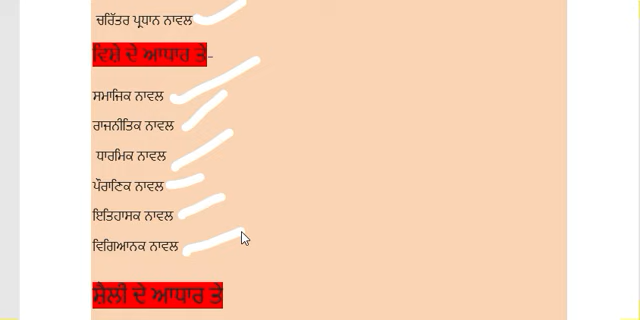 ਚਰਿੱਤਰ ਪ੍ਰਧਾਨ ਨਾਵਲ
ਵਿਸ਼ੇ ਦੇ ਆਧਾਰ ਤੇ-
ਸਮਾਜਿਕ ਨਾਵਲ
ਰਾਜਨੀਤਿਕ ਨਾਵਲ
ਧਾਰਮਿਕ ਨਾਵਲ
ਪੌਰਾਣਿਕ ਨਾਵਲ
ਇਤਿਹਾਸਕ ਨਾਵਲ
ਵਿਗਿਆਨਕ ਨਾਵਲ
ਸ਼ੈਲੀ ਦੇ ਆਧਾਰ ਤੇ